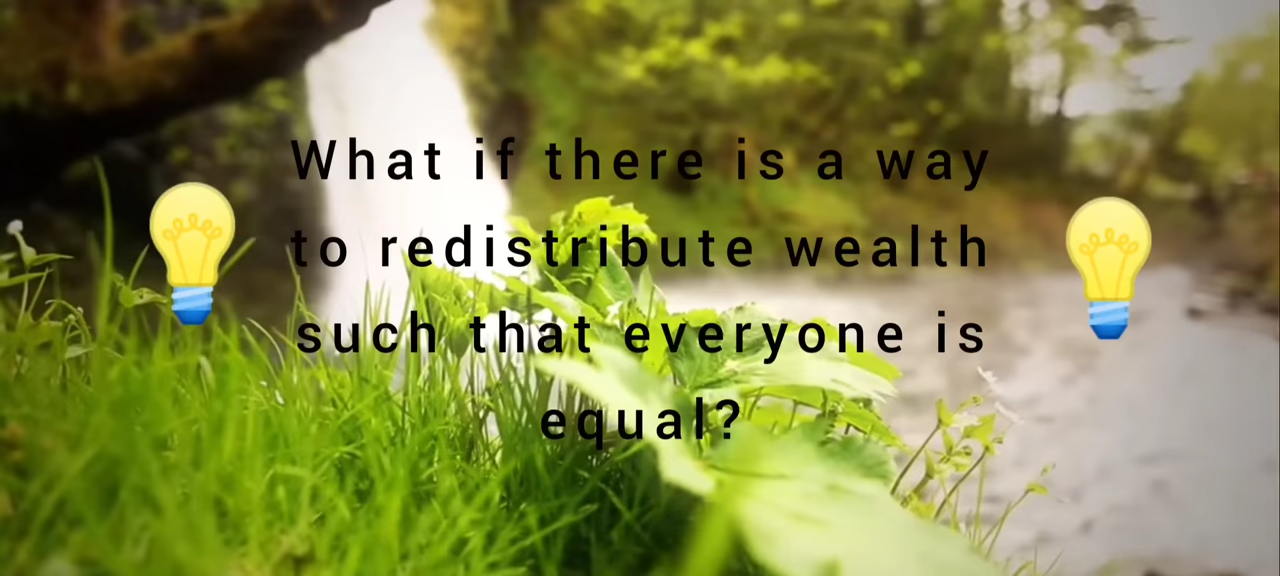 What if there is a way
to redistribute wealth
such that everyone is
equal?